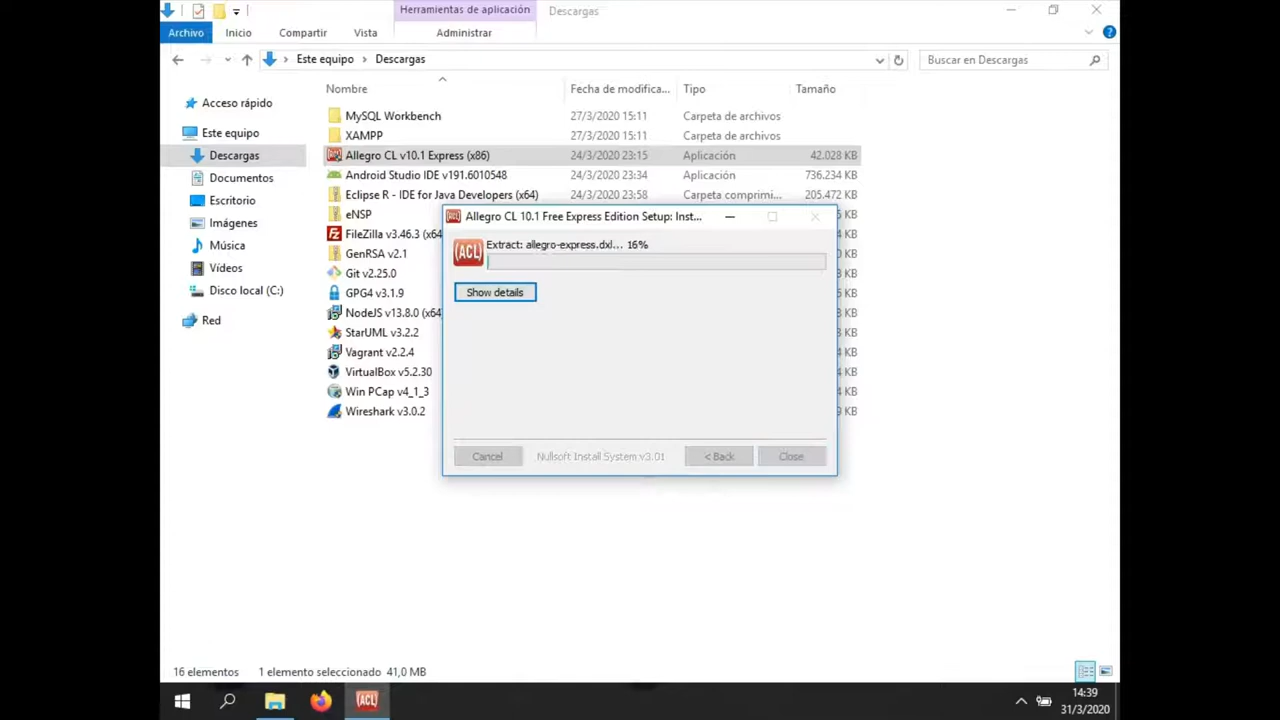 Herramientas de aplicación
Descargas
Archivo
Inicio
Compartir
Vista
Administrar
Este equipo
Descargas
Buscar en Descargas
Nombre
Fecha de modifica...
Tipo
Tamaño
Acceso rápido
Este equipo
Descargas
Documentos
Escritorio
Imágenes
Música
Vídeos
Disco local (C:)
Red
MySQL Workbench 27/3/2020 15:11 Carpeta de archivos
XAMPP 27/3/2020 15:11 Carpeta de archivos
Allegro CL v10.1 Express (x86) 24/3/2020 23:15 Aplicación 42.028 KB
Android Studio IDE v191.6010548 24/3/2020 23:34 Aplicación 736.234 KB
Eclipse R - IDE for Java Developers (x64) 24/3/2020 23:58 Carpeta comprimi... 205.472 KB
eNSP
FileZilla v3.46.3 (x64
GenRSA v2.1
Git v2.25.0
GPG4 v3.1.9
NodeJS v13.8.0 (x64
StarUML v3.2.2
Vagrant v2.2.4
VirtualBox v5.2.30
Win PCap v4_1_3
Wireshark v3.0.2
ACL
Allegro CL 10.1 Free Express Edition Setup: Inst...
(ACL)
Extract: allegro-express.dxl... 16%
Show details
Cancel
Nullsoft Install System v3.01
< Back
Close
16 elementos
1 elemento seleccionado 41,0 MB
(ACL)
14:39
31/3/2020